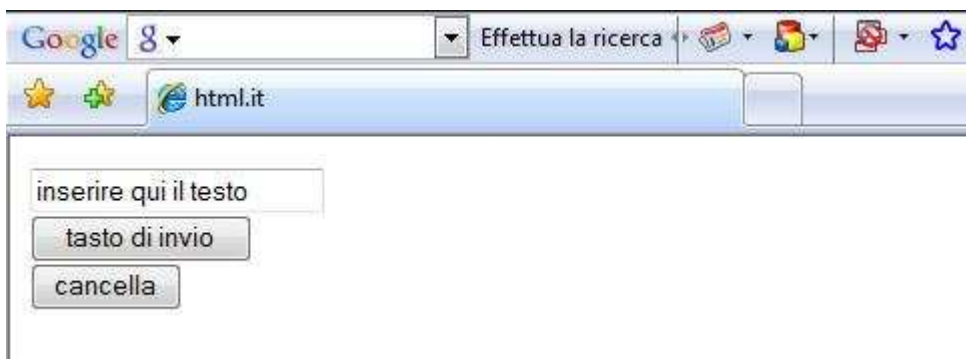 Google g Effettua la ricerca
html.it
inserire qui il testo
tasto di invio
cancella